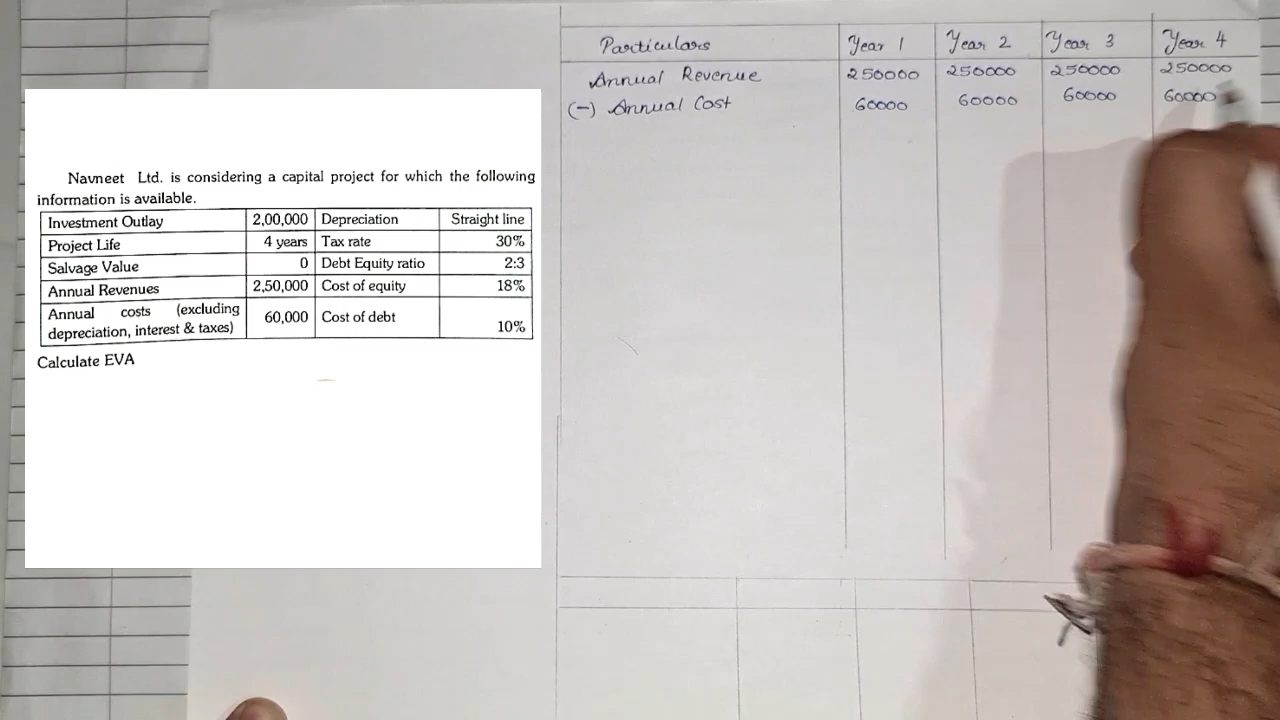 Navneet Ltd. is considering a capital project for which the following
information is available.
Investment Outlay 2,00,000 Depreciation Straight line
Project Life 4 years Tax rate 30%
Salvage Value 0 Debt Equity ratio 2:3
Annual Revenues 2,50,000 Cost of equity 18%
Annual costs (excluding
depreciation, interest & taxes) 60,000 Cost of debt 10%
Calculate EVA
Particulars Year 1 Year 2 Year 3 Year 4
Annual Revenue 250000 250000 250000 250000
(-) Annual Cost 60000 60000 60000 60000